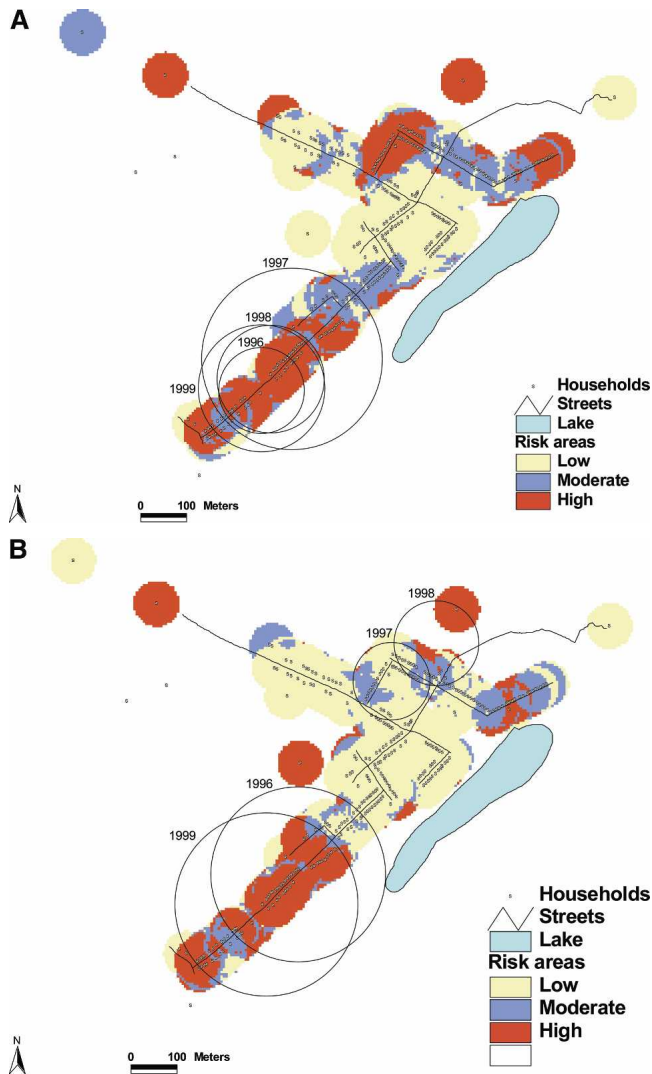 A
1997
1998
1996
1999
s Households
Streets
Lake
Risk areas
Low
Moderate
High
N
0 100 Meters
B
1998
1997
1996
1999
s Households
Streets
Lake
Risk areas
Low
Moderate
High
N
0 100 Meters